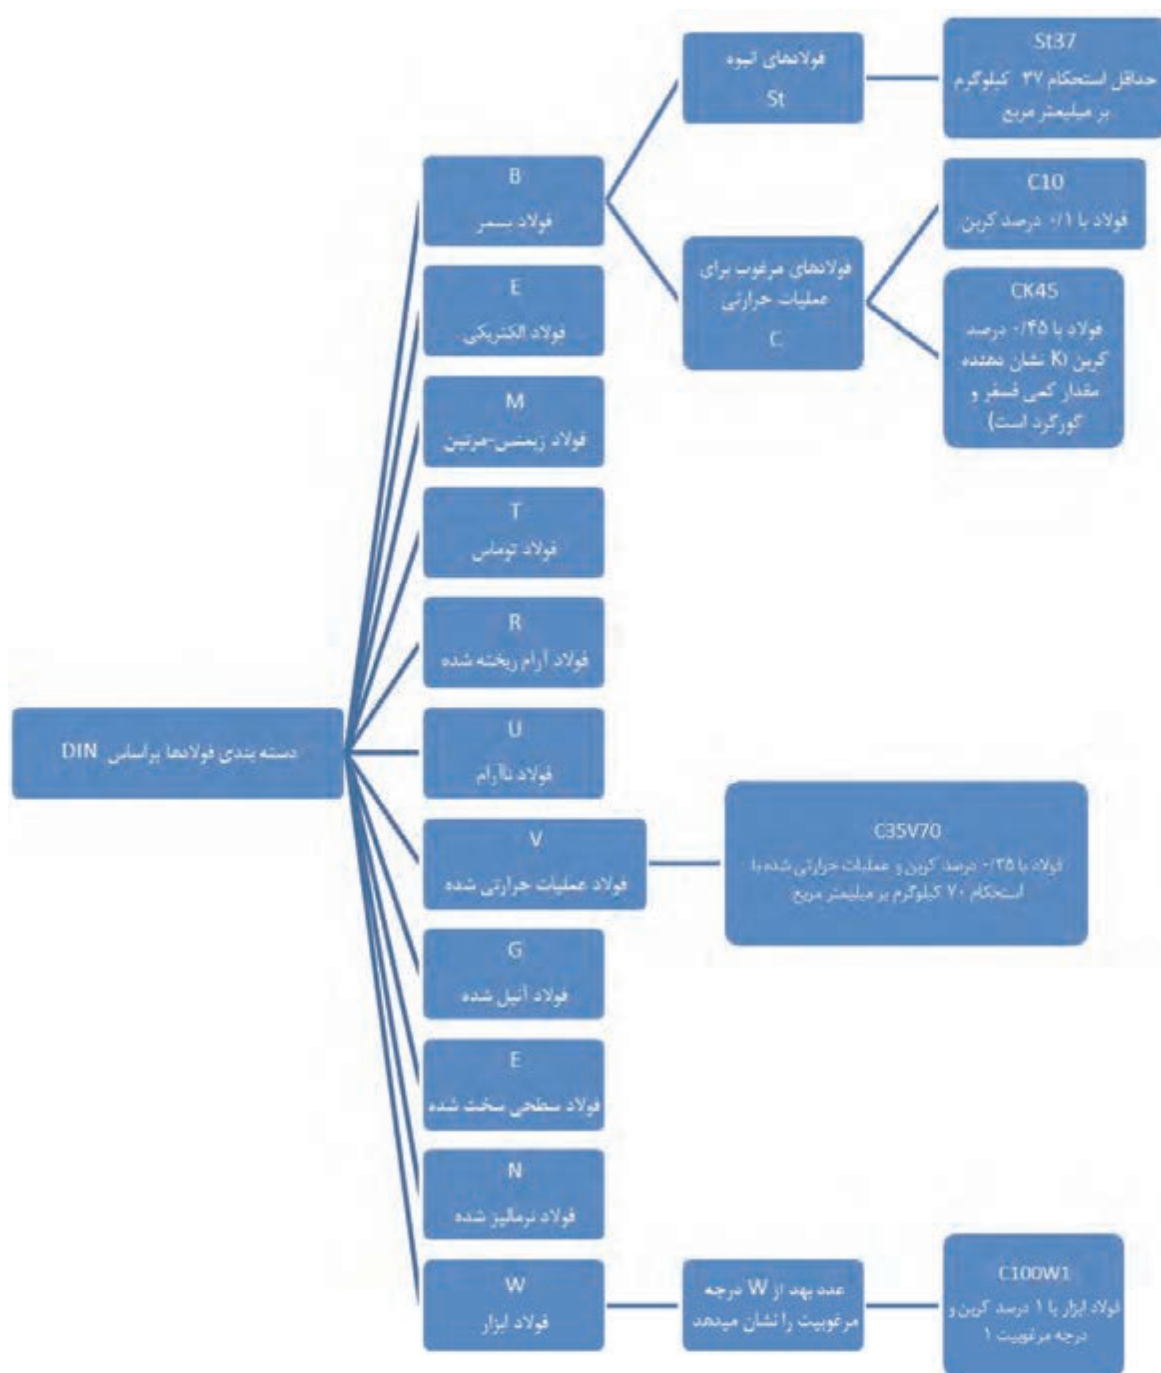 دسته بندی فولادها براساس DIN
B
فولاد بسمر
فولادهای انبوه
St
St37
حداقل استحکام ۳۷ کیلوگرم
بر میلیمتر مربع
فولادهای مرغوب برای
عملیات حرارتی
C
C10
فولاد با ۰/۱ درصد کربن
CK45
فولاد با ۰/۴۵ درصد
کربن (K نشان دهنده
مقدار کمی فسفر و
گورگرد است)
E
فولاد الکتریکی
M
فولاد زیمنس-مرتین
T
فولاد توماس
R
فولاد آرام ریخته شده
U
فولاد ناآرام
V
فولاد عملیات حرارتی شده
C35V70
فولاد با ۰/۳۵ درصد کربن و عملیات حرارتی شده با
استحکام ۷۰ کیلوگرم بر میلیمتر مربع
G
فولاد آنیل شده
E
فولاد سطحی سخت شده
N
فولاد نرمالیز شده
W
فولاد ابزار
عدد بهد از W درجه
مرغوبیت را نشان میدهد
C100W1
فولاد ابزار با ۱ درصد کربن و
درجه مرغوبیت ۱